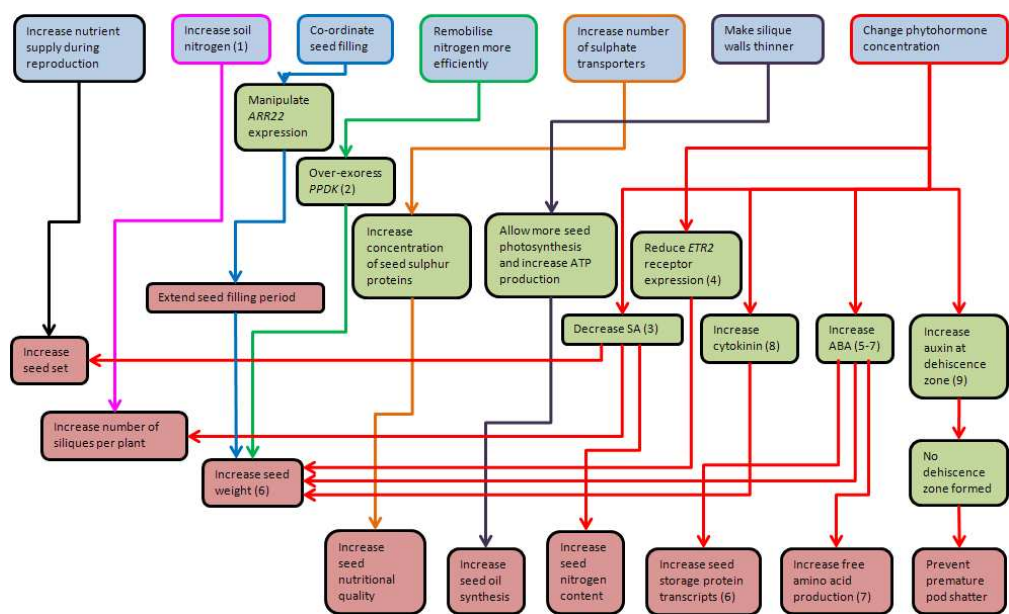 Increase nutrient
supply during
reproduction
Increase soil
nitrogen (1)
Co-ordinate
seed filling
Remobilise
nitrogen more
efficiently
Increase number
of sulphate
transporters
Make silique
walls thinner
Change phytohormone
concentration
Manipulate
ARR22
expression
Over-exoress
PPDK (2)
Increase
concentration
of seed sulphur
proteins
Allow more seed
photosynthesis
and increase ATP
production
Reduce ETR2
receptor
expression (4)
Extend seed filling period
Decrease SA (3)
Increase
cytokinin (8)
Increase
ABA (5-7)
Increase
auxin at
dehiscence
zone (9)
Increase
seed set
Increase number of
siliques per plant
Increase seed
weight (6)
No
dehiscence
zone formed
Increase
seed
nutritional
quality
Increase
seed oil
synthesis
Increase
seed
nitrogen
content
Increase seed
storage protein
transcripts (6)
Increase free
amino acid
production (7)
Prevent
premature
pod shatter